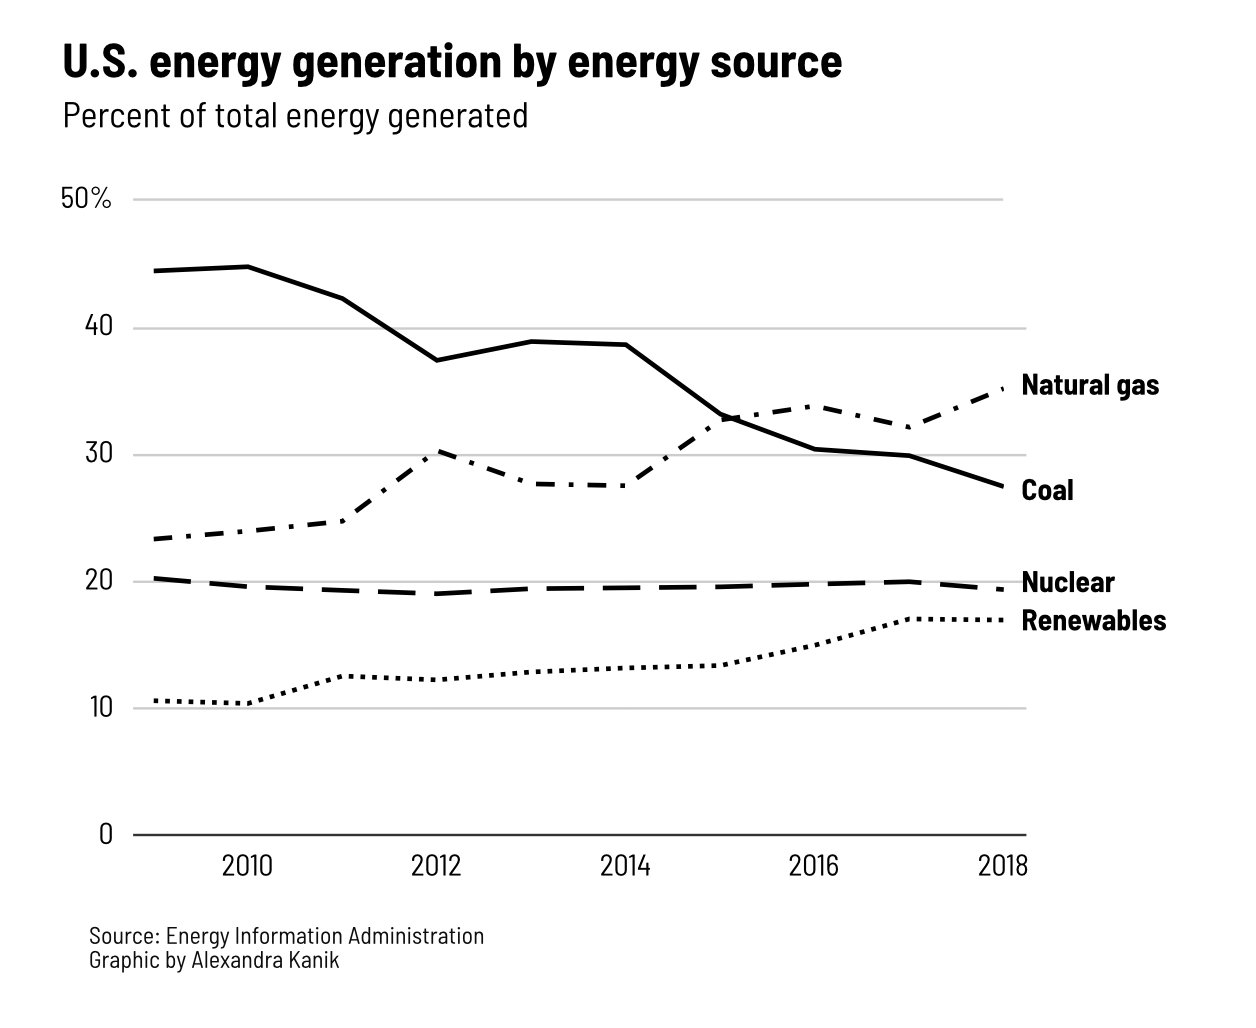 U.S. energy generation by energy source
Percent of total energy generated
50%
40
30
20
10
0
Natural gas
Coal
Nuclear
Renewables
2010 2012 2014 2016 2018
Source: Energy Information Administration
Graphic by Alexandra Kanik